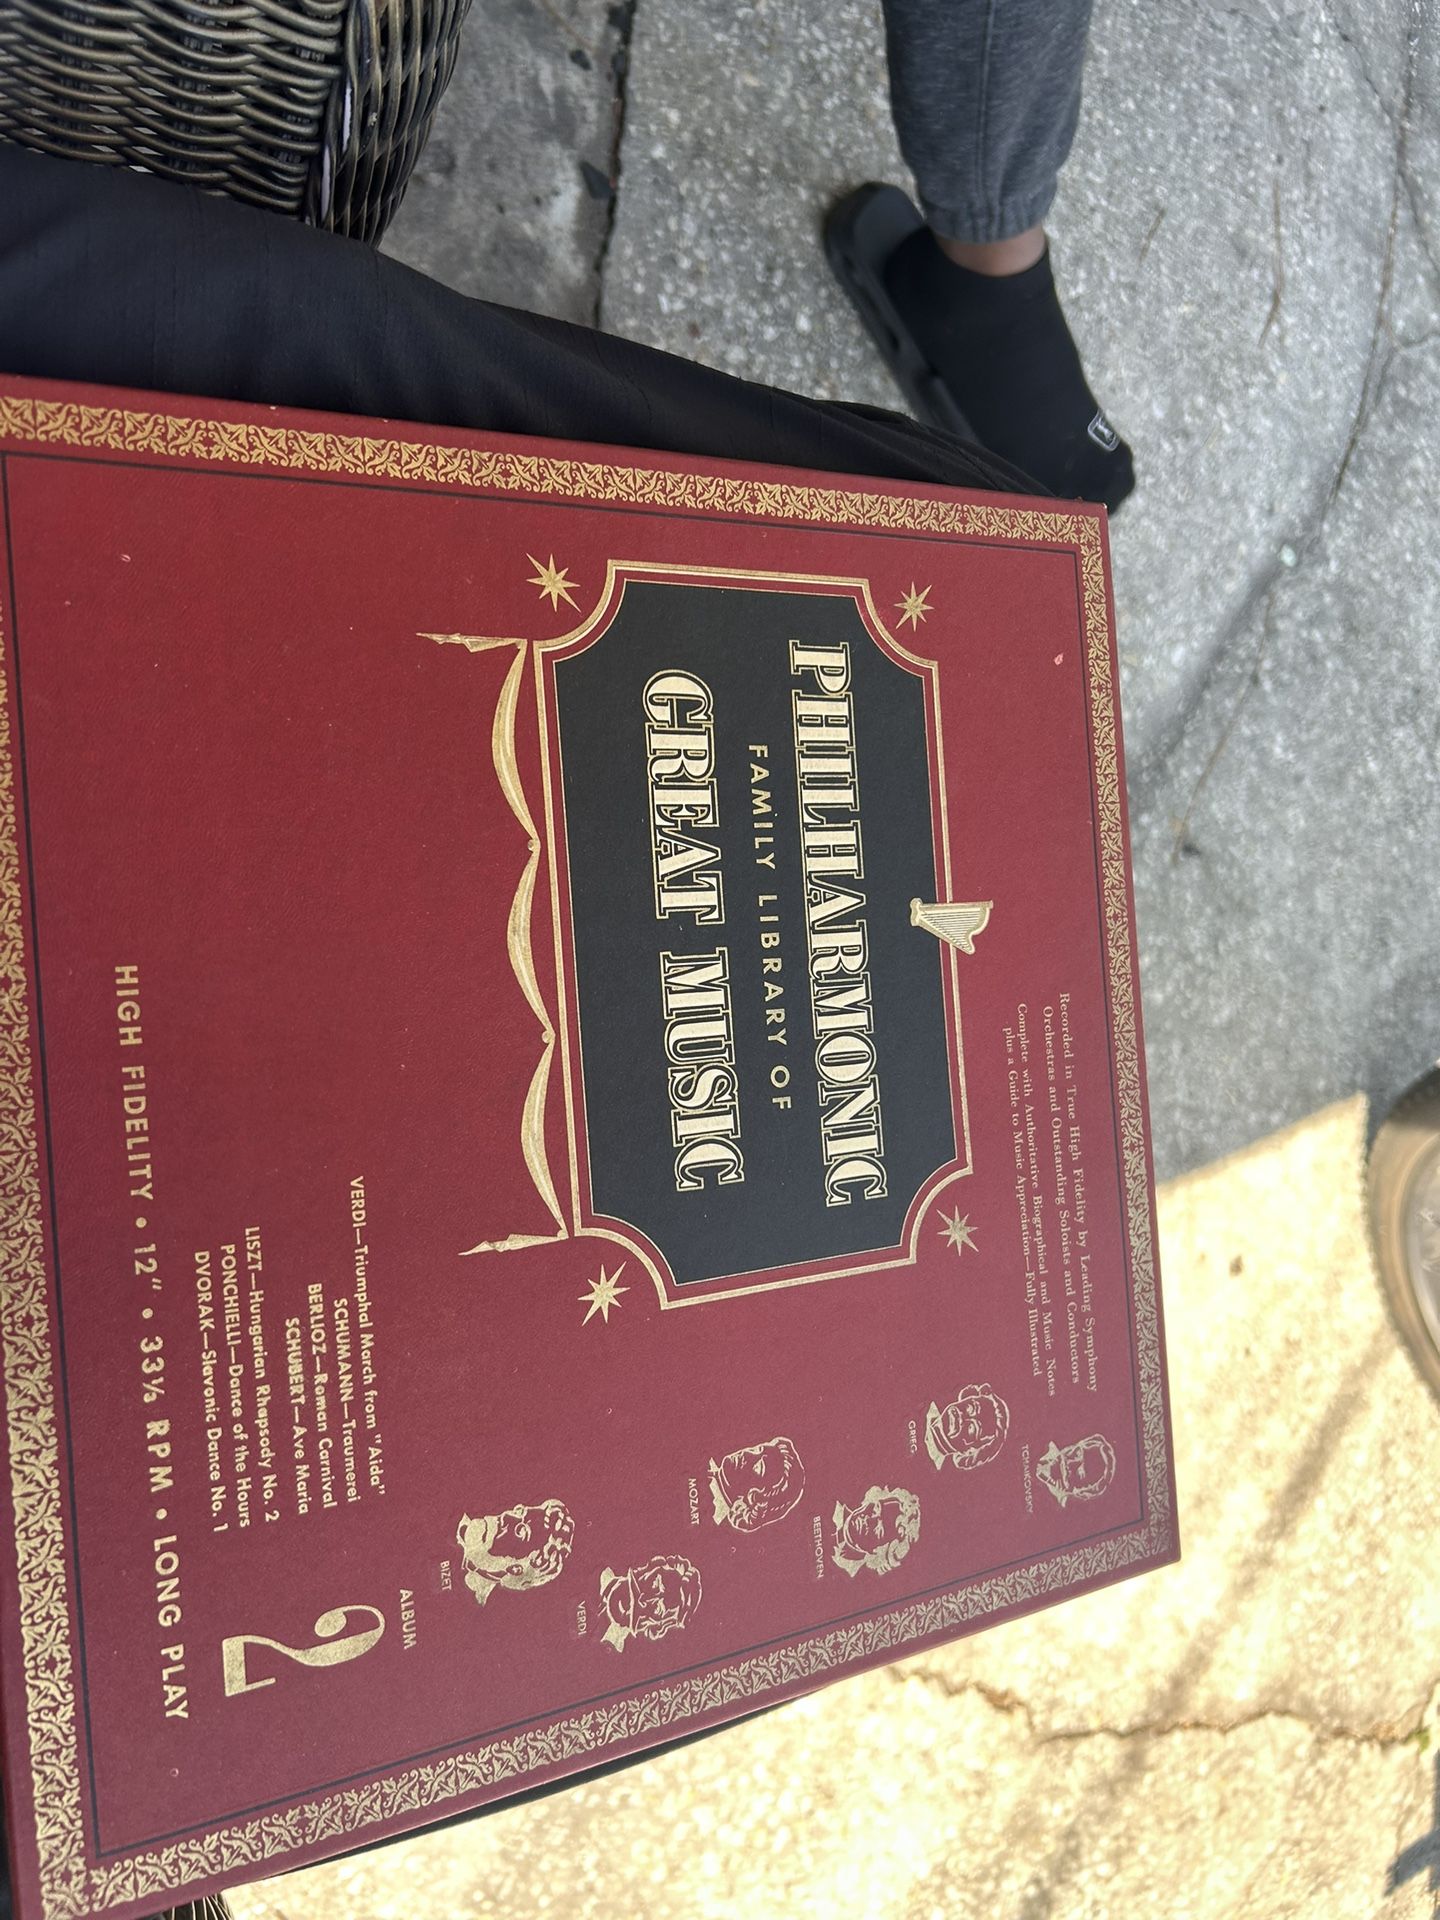 Recorded in True High Fidelity by Leading Symphony
Orchestras and Outstanding Soloists and Conductors
Complete with Authoritative Biographical and Music Notes
plus a Guide to Music Appreciation—Fully Illustrated
TCHAIKOVSKY
GRIEG
PHILHARMONIC
FAMILY LIBRARY OF
GREAT MUSIC
BEETHOVEN
MOZART
VERDI
BIZET
ALBUM
2
VERDI—Triumphal March from "Aida"
SCHUMANN—Traumerei
BERLIOZ—Roman Carnival
SCHUBERT—Ave Maria
LISZT—Hungarian Rhapsody No. 2
PONCHIELLI—Dance of the Hours
DVORAK—Slavonic Dance No. 1
HIGH FIDELITY • 12" • 33⅓ RPM • LONG PLAY